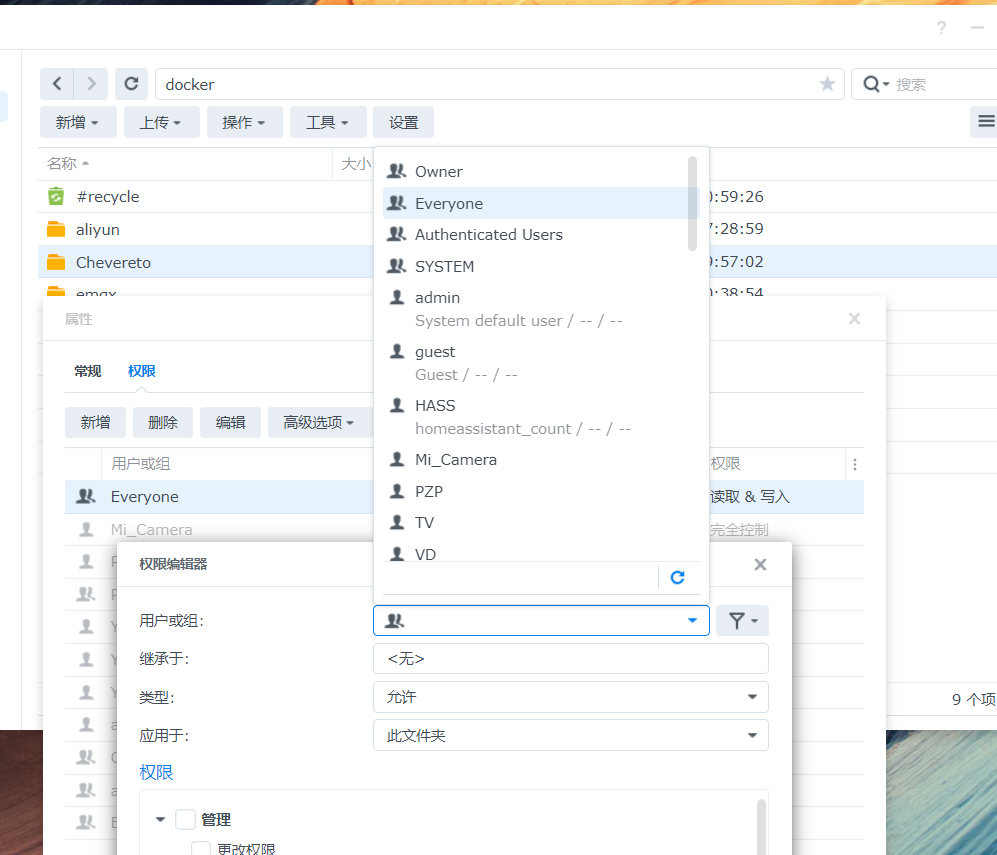 docker
搜索
新增 上传 操作 工具 设置
名称 大小
#recycle
aliyun
Chevereto
:59:26
:28:59
:57:02
:38:54
Owner
Everyone
Authenticated Users
SYSTEM
admin
System default user / -- / --
guest
Guest / -- / --
HASS
homeassistant_count / -- / --
Mi_Camera
PZP
TV
VD
属性
常规 权限
新增 删除 编辑 高级选项
用户或组 权限
Everyone 读取 & 写入
Mi_Camera 完全控制
9 个项
权限编辑器
用户或组:
继承于: <无>
类型: 允许
应用于: 此文件夹
权限
管理
更改权限